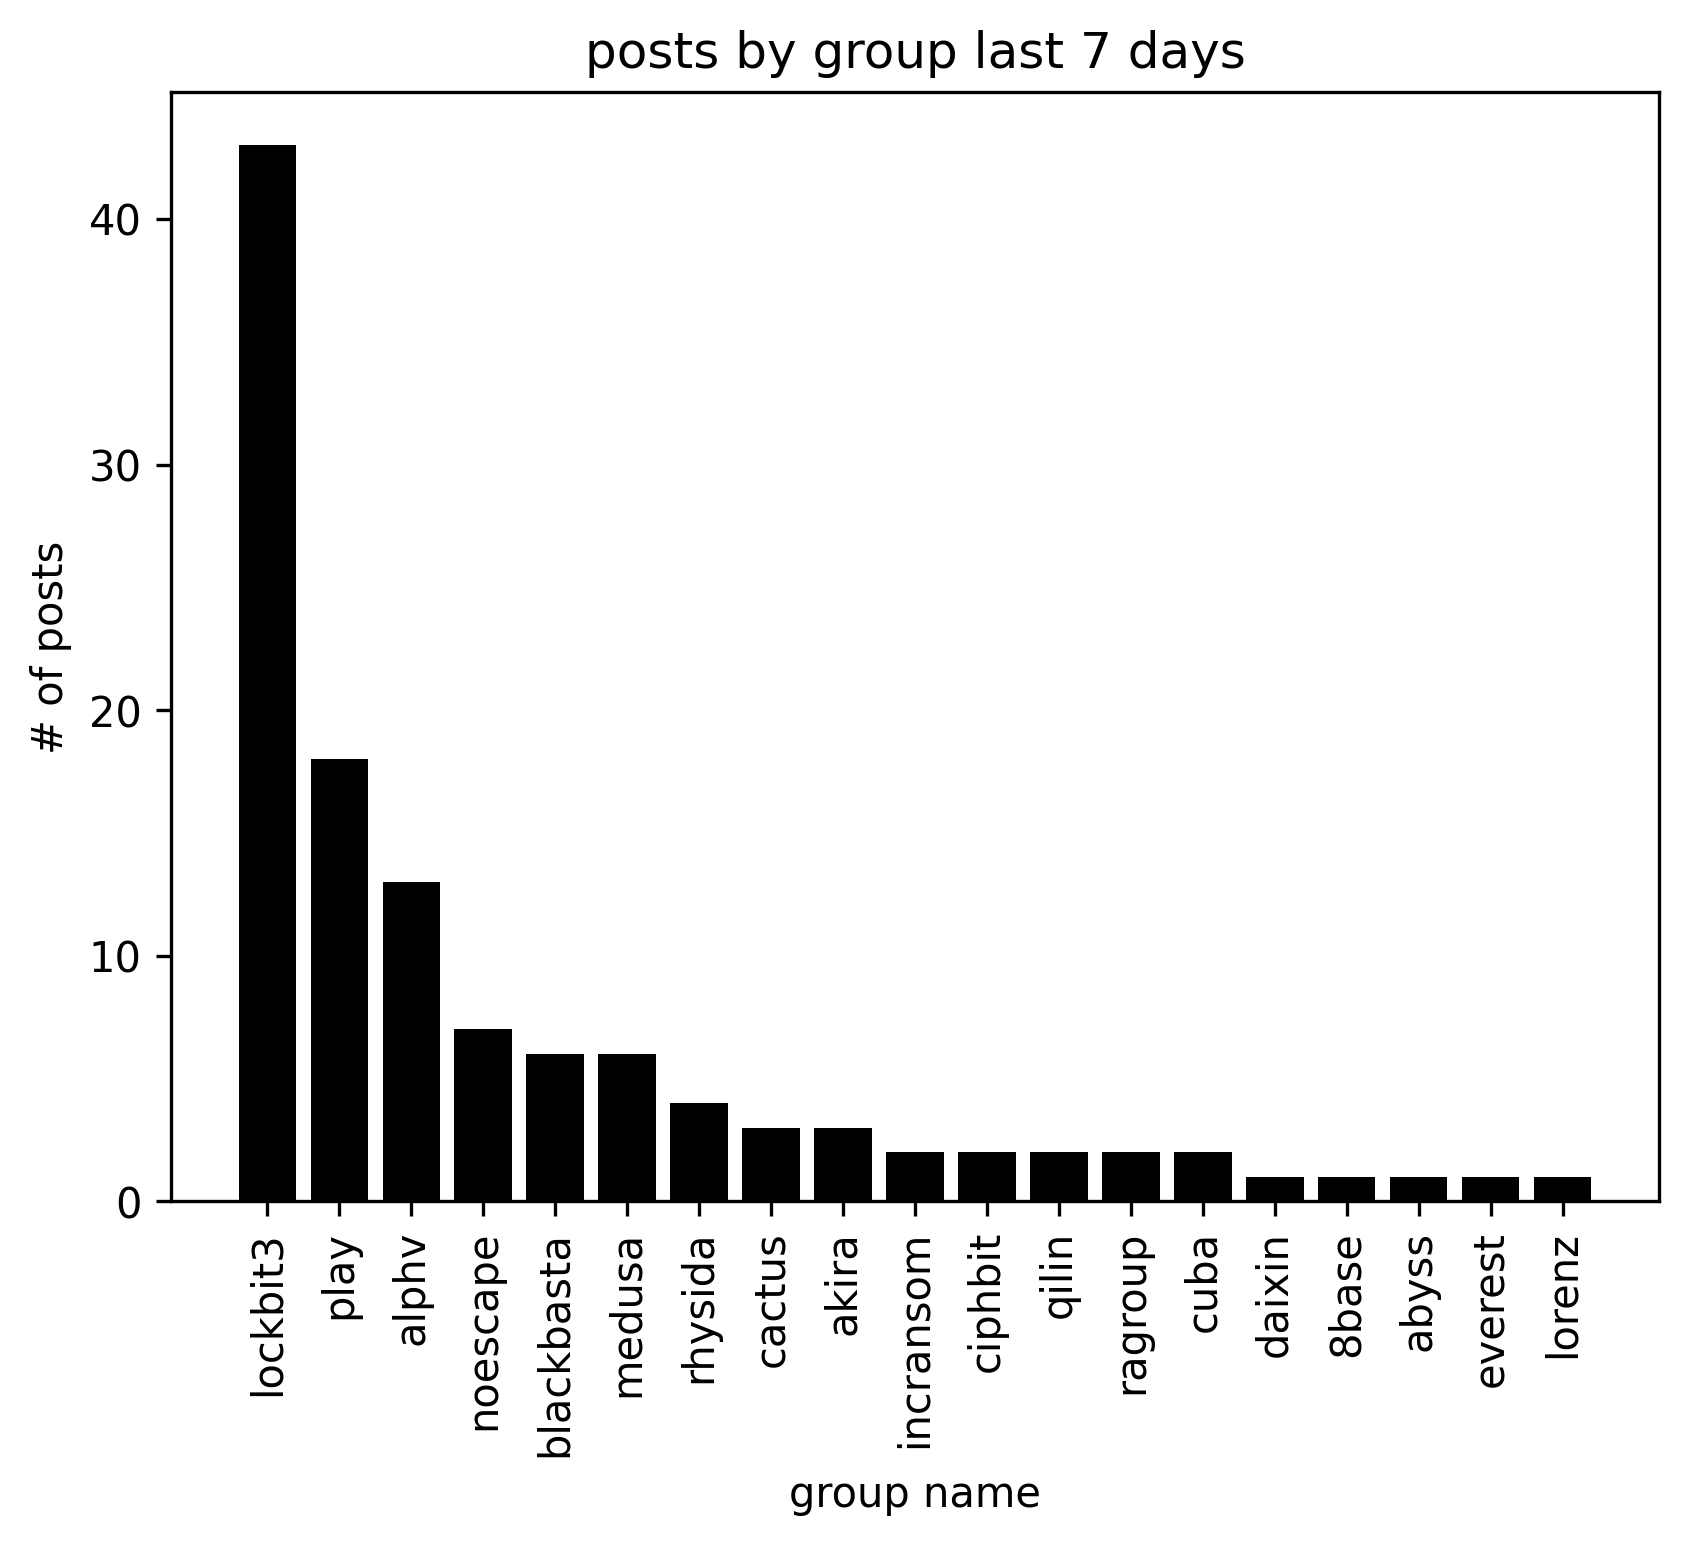 posts by group last 7 days
# of posts
40
30
20
10
0
lockbit3
play
alphv
noescape
blackbasta
medusa
rhysida
cactus
akira
incransom
ciphbit
qilin
ragroup
cuba
daixin
8base
abyss
everest
lorenz
group name